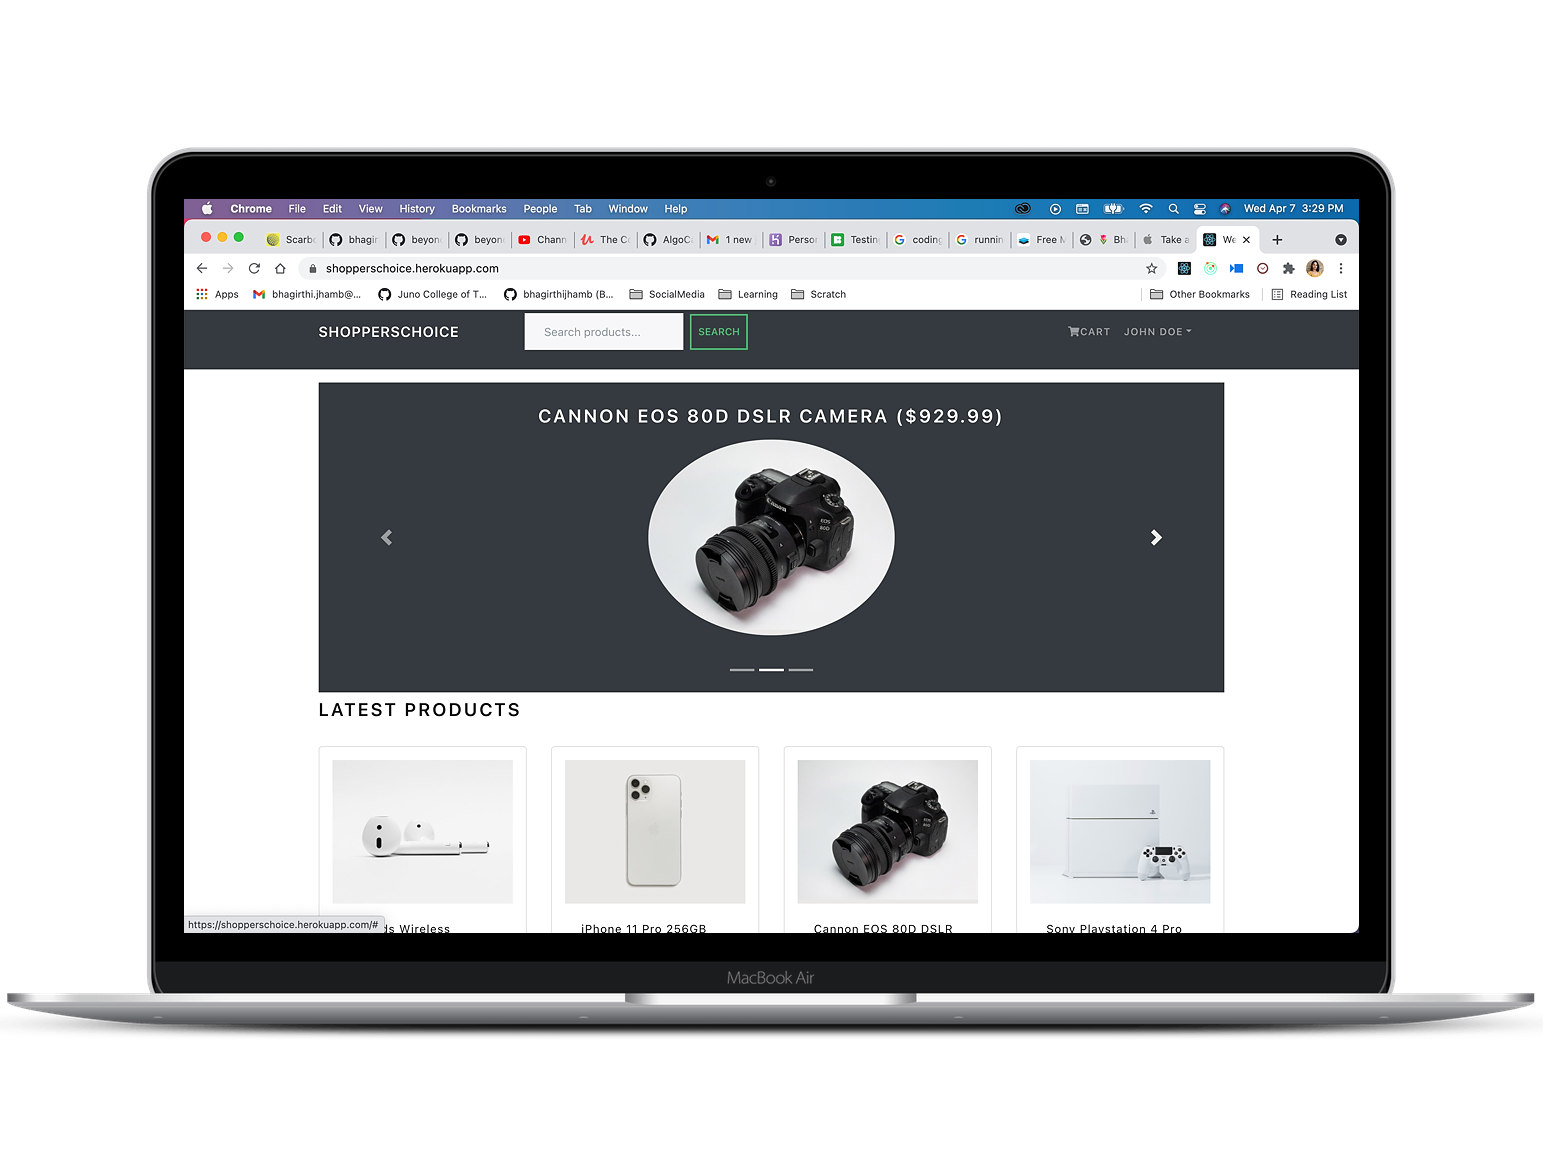 Chrome File Edit View History Bookmarks People Tab Window Help Wed Apr 7 3:29 PM
Scarb bhagir beyon beyon Chann The C AlgoC 1 new Person Testin coding runnin Free M Bh Take a We
shopperschoice.herokuapp.com
Apps bhagirthi.jhamb@... Juno College of T... bhagirthijhamb (B... SocialMedia Learning Scratch Other Bookmarks Reading List
SHOPPERSCHOICE Search products... SEARCH CART JOHN DOE
CANNON EOS 80D DSLR CAMERA ($929.99)
Canon
EOS
80D
LATEST PRODUCTS
https://shopperschoice.herokuapp.com/# ds Wireless iPhone 11 Pro 256GB Cannon EOS 80D DSLR Sony Playstation 4 Pro
MacBook Air